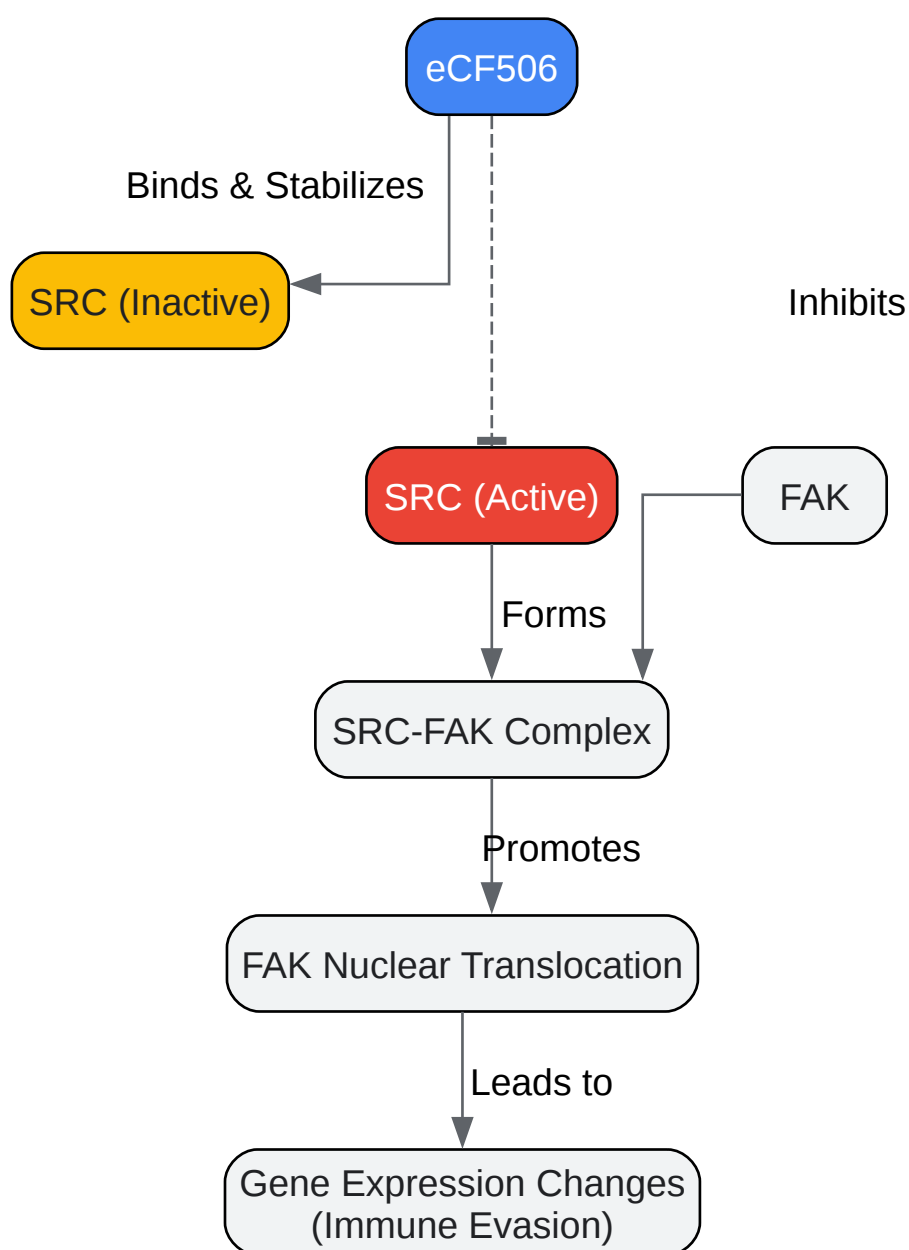 eCF506
Binds & Stabilizes
SRC (Inactive)
Inhibits
SRC (Active)
FAK
Forms
SRC-FAK Complex
Promotes
FAK Nuclear Translocation
Leads to
Gene Expression Changes
(Immune Evasion)